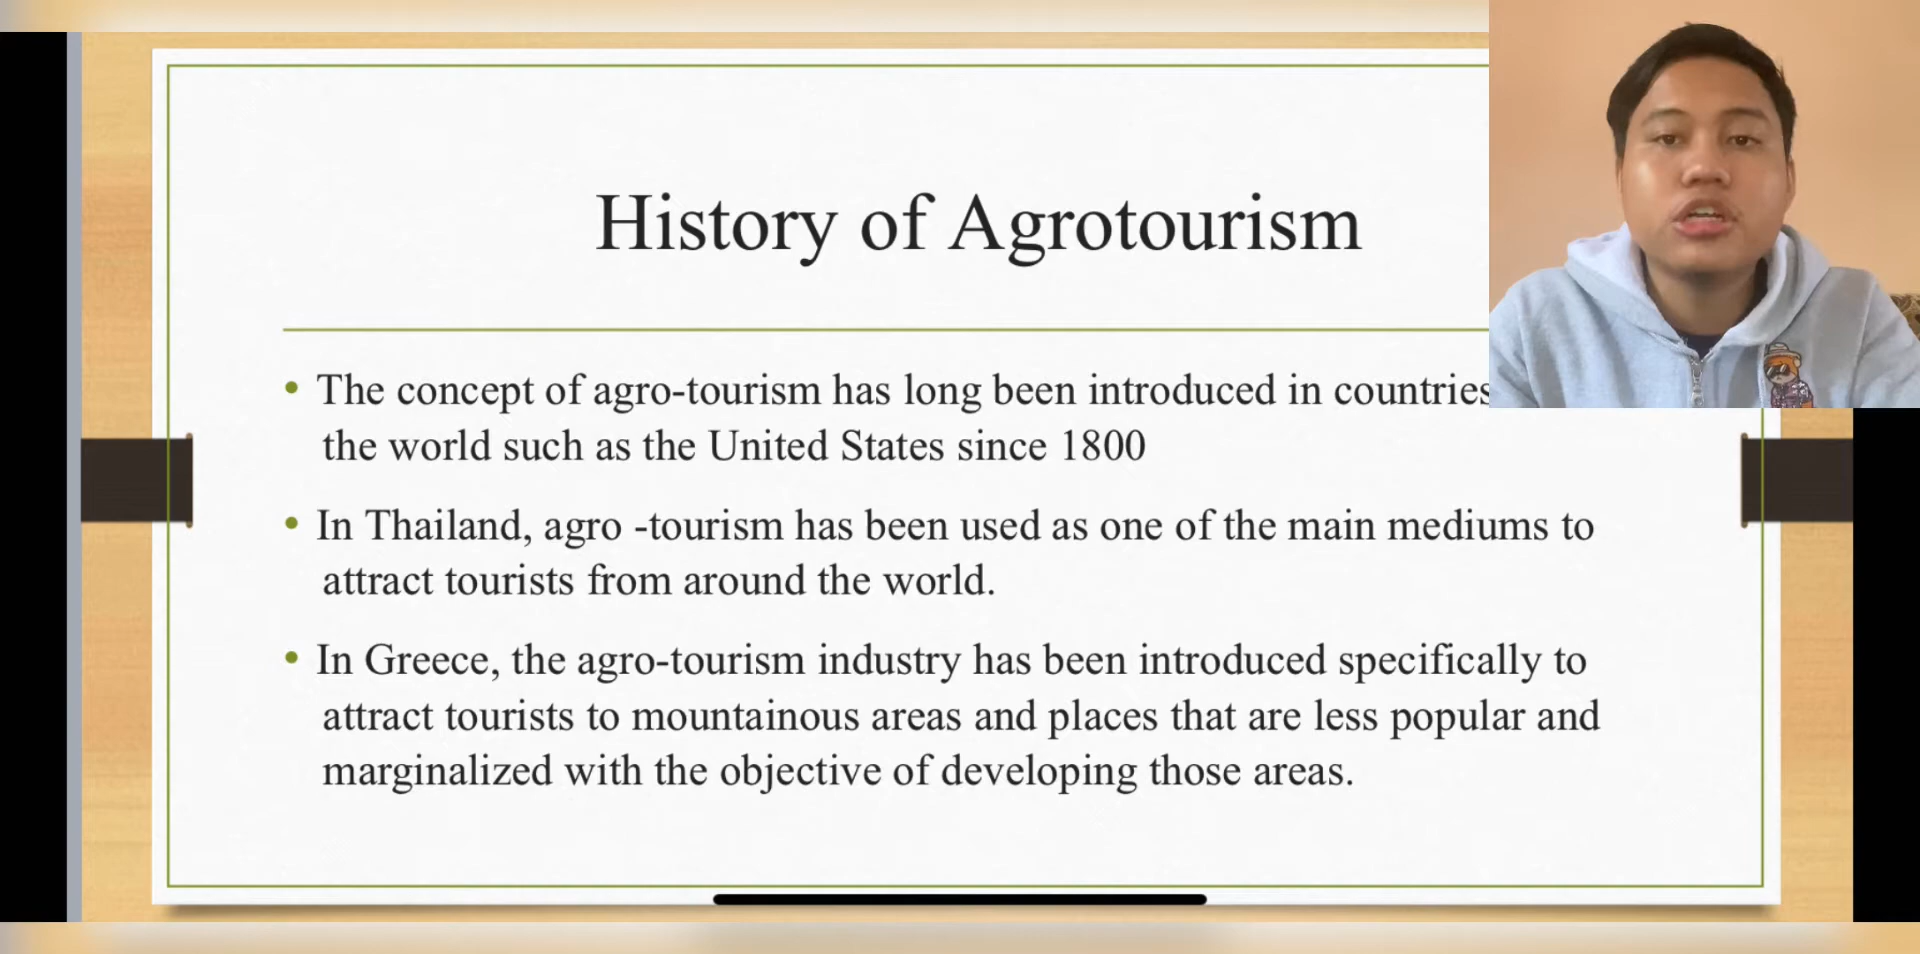 History of Agrotourism
• The concept of agro-tourism has long been introduced in countries
the world such as the United States since 1800
• In Thailand, agro -tourism has been used as one of the main mediums to
attract tourists from around the world.
• In Greece, the agro-tourism industry has been introduced specifically to
attract tourists to mountainous areas and places that are less popular and
marginalized with the objective of developing those areas.